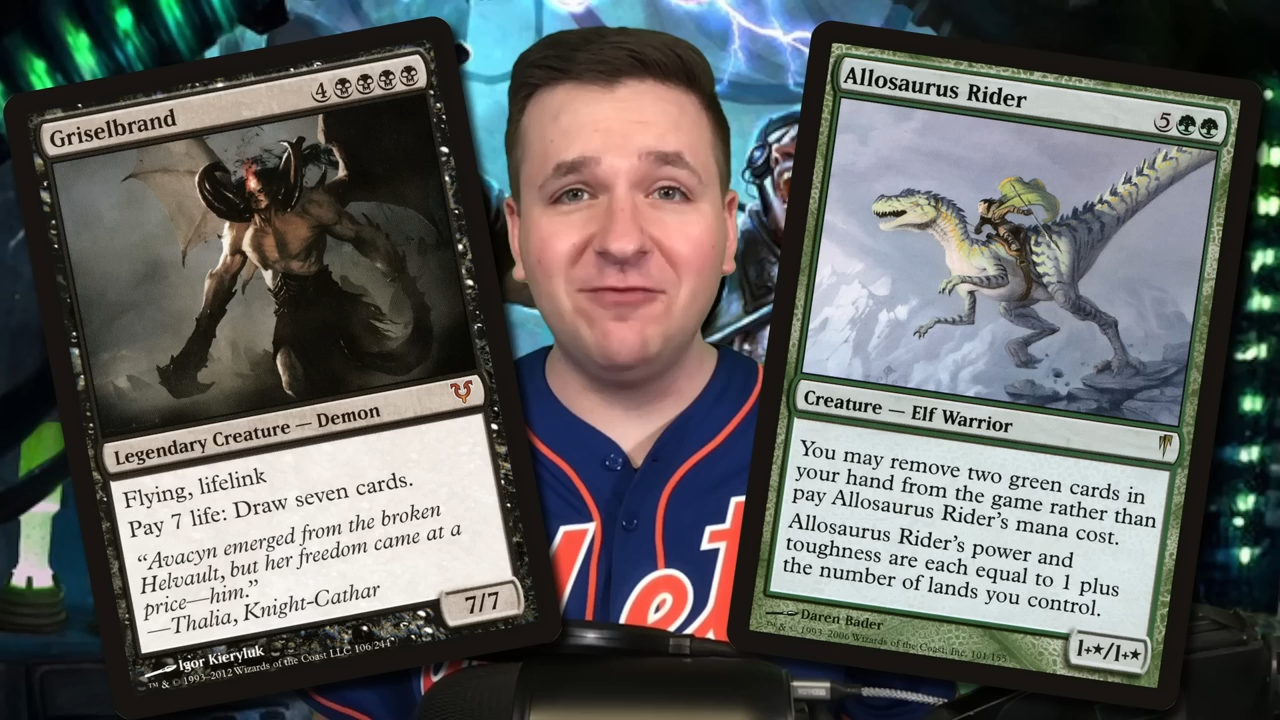 Griselbrand
4
Legendary Creature — Demon
Flying, lifelink
Pay 7 life: Draw seven cards.
“Avacyn emerged from the broken
Helvault, but her freedom came at a
price—him.”
—Thalia, Knight-Cathar
7/7
Igor Kieryluk
™ & © 1993–2012 Wizards of the Coast LLC 106/244
Met
Allosaurus Rider
5
Creature — Elf Warrior
You may remove two green cards in
your hand from the game rather than
pay Allosaurus Rider’s mana cost.
Allosaurus Rider’s power and
toughness are each equal to 1 plus
the number of lands you control.
Daren Bader
™ & © 1993–2006 Wizards of the Coast, Inc. 101/155
1+★/1+★